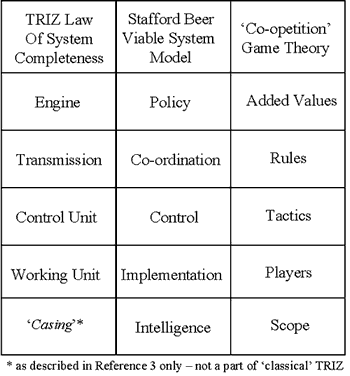 TRIZ Law Of System Completeness
Stafford Beer Viable System Model
‘Co-opetition’ Game Theory
Engine
Policy
Added Values
Transmission
Co-ordination
Rules
Control Unit
Control
Tactics
Working Unit
Implementation
Players
‘Casing’*
Intelligence
Scope
* as described in Reference 3 only – not a part of ‘classical’ TRIZ